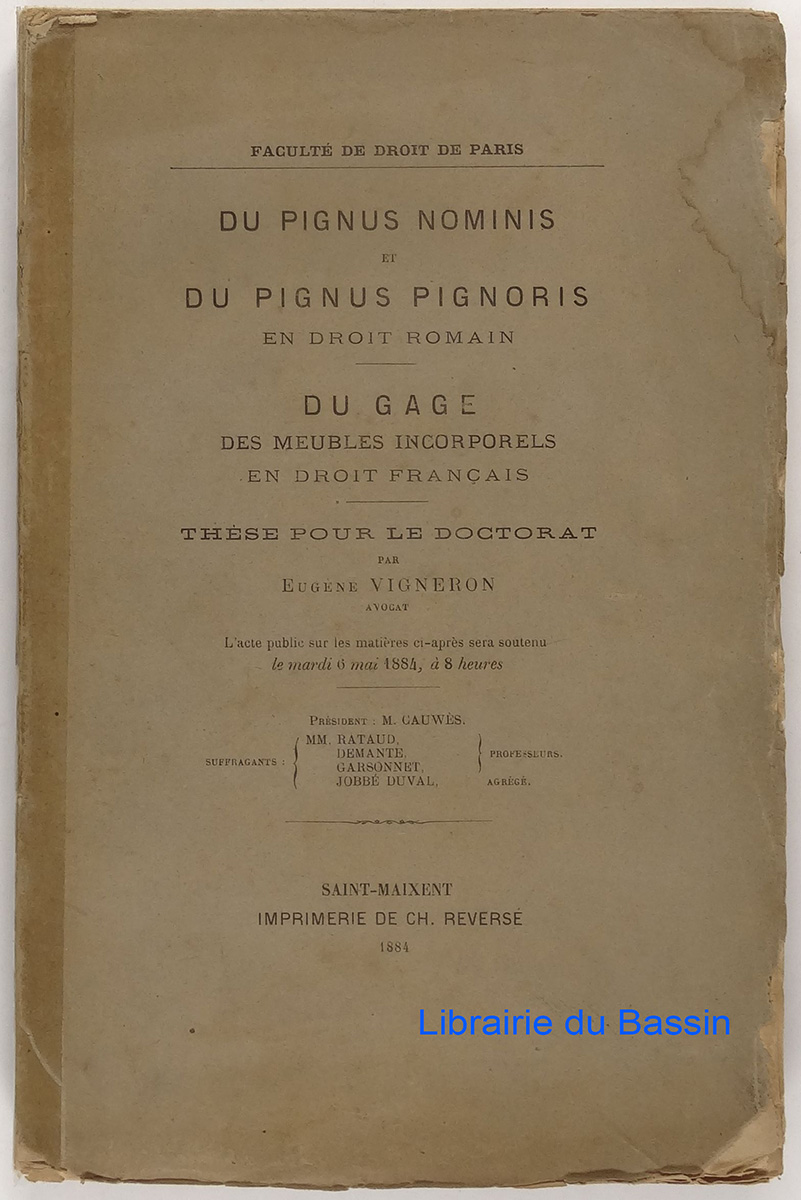 FACULTÉ DE DROIT DE PARIS
DU PIGNUS NOMINIS
ET
DU PIGNUS PIGNORIS
EN DROIT ROMAIN
DU GAGE
DES MEUBLES INCORPORELS
EN DROIT FRANÇAIS
THÈSE POUR LE DOCTORAT
PAR
EUGÈNE VIGNERON
AVOCAT
L'acte public sur les matières ci-après sera soutenu
le mardi 6 mai 1884, à 8 heures
PRÉSIDENT : M. CAUWÈS.
SUFFRAGANTS :
MM. RATAUD,
DEMANTE,
GARSONNET,
PROFESSEURS.
JOBBÉ DUVAL, AGRÉGÉ.
SAINT-MAIXENT
IMPRIMERIE DE CH. REVERSÉ
1884
Librairie du Bassin